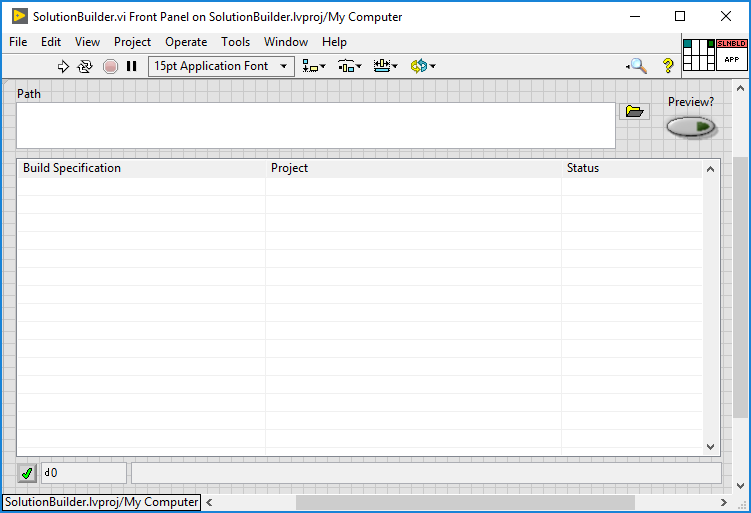 SolutionBuilder.vi Front Panel on SolutionBuilder.lvproj/My Computer
File Edit View Project Operate Tools Window Help
15pt Application Font
?
SLNBLD
APP
Path
Preview?
Build Specification Project Status
d0
SolutionBuilder.lvproj/My Computer